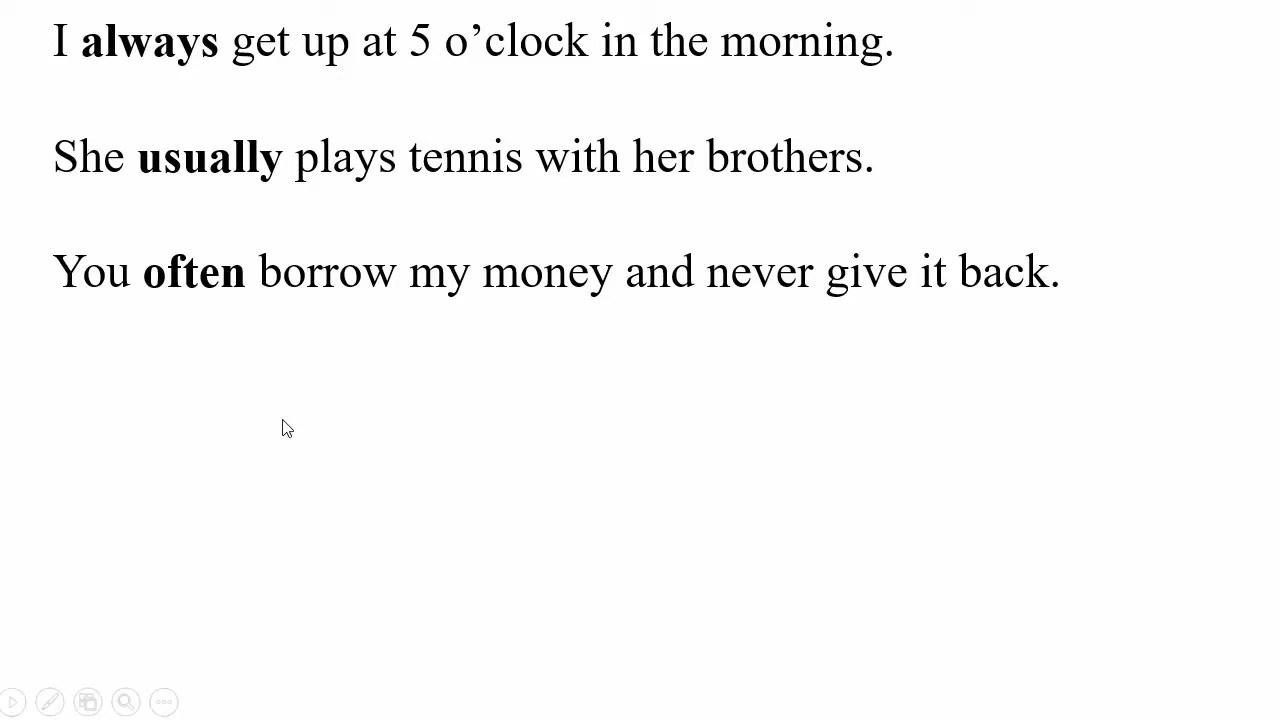 I always get up at 5 o’clock in the morning.
She usually plays tennis with her brothers.
You often borrow my money and never give it back.